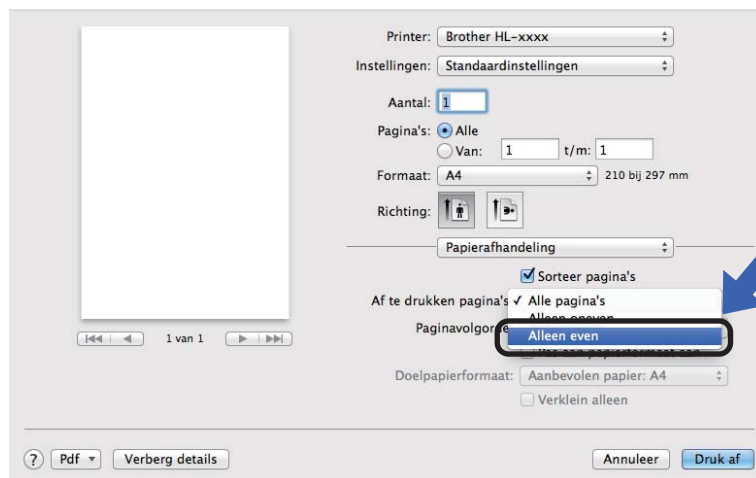 Printer: Brother HL-xxxx
Instellingen: Standaardinstellingen
Aantal: 1
Pagina's: Alle
Van: 1 t/m: 1
Formaat: A4 210 bij 297 mm
Richting:
Papierafhandeling
Sorteer pagina's
Af te drukken pagina's ✓ Alle pagina's
Alleen oneven
Paginavolgorde
Alleen even
1 van 1
Doelpapierformaat: Aanbevolen papier: A4
Verklein alleen
? Pdf Verberg details Annuleer Druk af